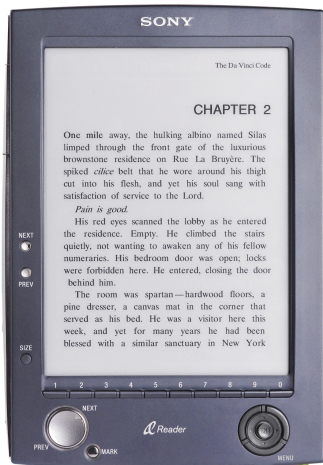 SONY
The Da Vinci Code
CHAPTER 2
One mile away, the hulking albino named Silas
limped through the front gate of the luxurious
brownstone residence on Rue La Bruyère. The
spiked cilice belt that he wore around his thigh
cut into his flesh, and yet his soul sang with
satisfaction of service to the Lord.
Pain is good.
His red eyes scanned the lobby as he entered
the residence. Empty. He climbed the stairs
quietly, not wanting to awaken any of his fellow
numeraries. His bedroom door was open; locks
were forbidden here. He entered, closing the door
behind him.
The room was spartan—hardwood floors, a
pine dresser, a canvas mat in the corner that
served as his bed. He was a visitor here this
week, and yet for many years he had been
blessed with a similar sanctuary in New York
NEXT
PREV
SIZE
1 2 3 4 5 6 7 8 9 0
NEXT
PREV
MARK
Reader
MENU